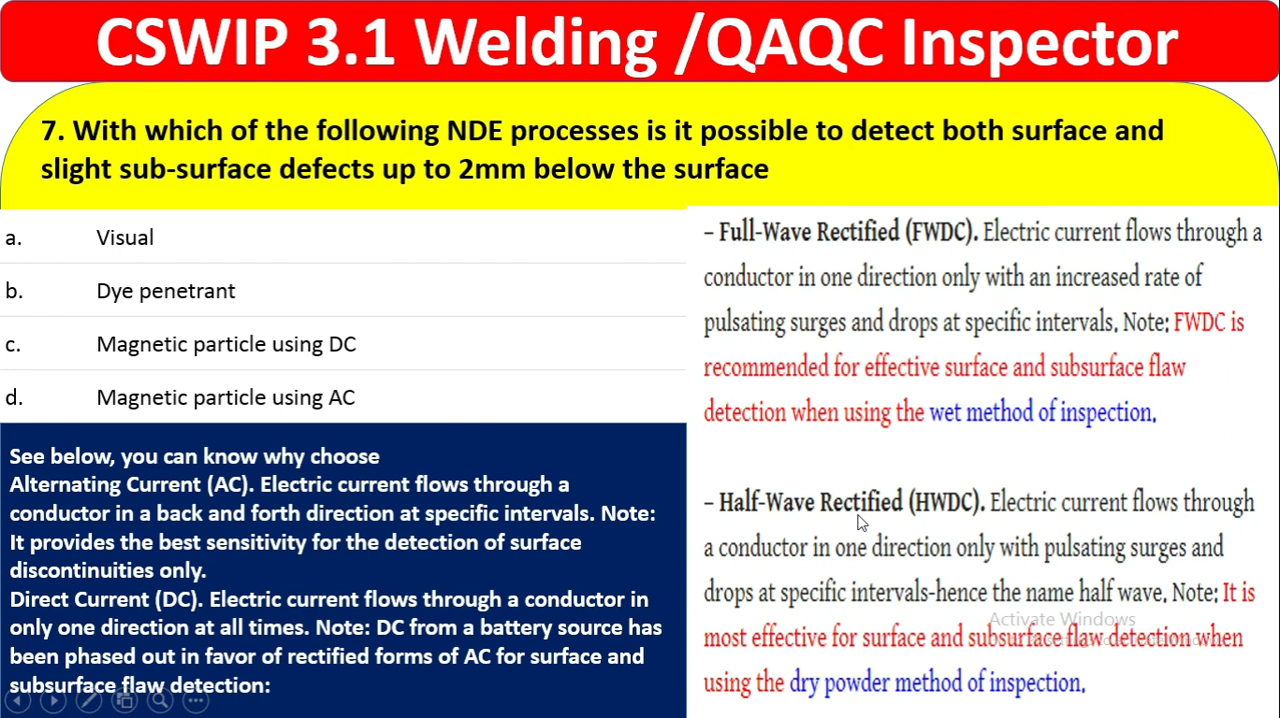 CSWIP 3.1 Welding /QAQC Inspector
7. With which of the following NDE processes is it possible to detect both surface and
slight sub-surface defects up to 2mm below the surface
a. Visual
b. Dye penetrant
c. Magnetic particle using DC
d. Magnetic particle using AC
See below, you can know why choose
Alternating Current (AC). Electric current flows through a
conductor in a back and forth direction at specific intervals. Note:
It provides the best sensitivity for the detection of surface
discontinuities only.
Direct Current (DC). Electric current flows through a conductor in
only one direction at all times. Note: DC from a battery source has
been phased out in favor of rectified forms of AC for surface and
subsurface flaw detection:
– Full-Wave Rectified (FWDC). Electric current flows through a
conductor in one direction only with an increased rate of
pulsating surges and drops at specific intervals. Note: FWDC is
recommended for effective surface and subsurface flaw
detection when using the wet method of inspection.
– Half-Wave Rectified (HWDC). Electric current flows through
a conductor in one direction only with pulsating surges and
drops at specific intervals-hence the name half wave. Note: It is
most effective for surface and subsurface flaw detection when
using the dry powder method of inspection.
Activate Windows